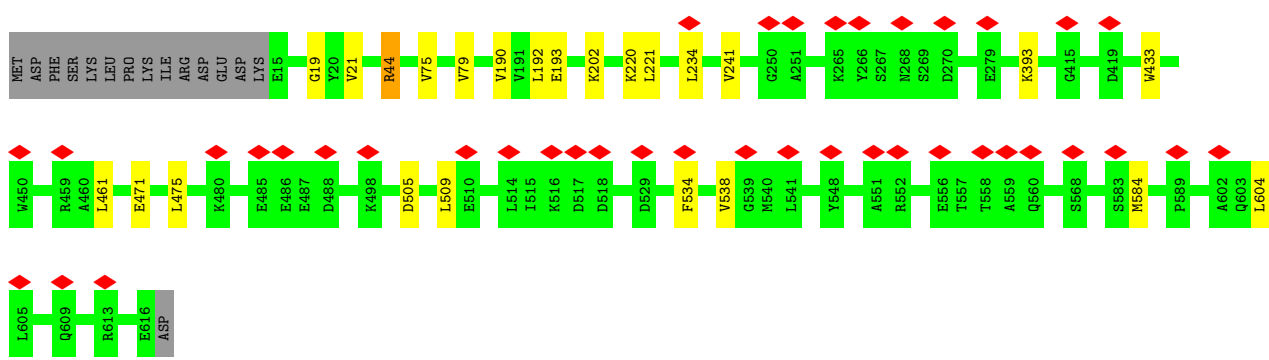 MET ASP PHE SER LYS LEU PRO LYS ILE ARG ASP GLU ASP LYS E15 G19 Y20 V21 R44 V75 V79 V190 V191 L192 E193 K202 K220 L221 L234 V241 G250 A251 K265 Y266 S267 N268 S269 D270 E279 K393 G415 D419 W433
W450 R459 A460 L461 E471 L475 K480 E485 E486 E487 D488 K498 D505 L509 E510 L514 I515 K516 D517 D518 D529 F534 V538 G539 M540 L541 Y548 A551 R552 E556 T557 T558 A559 Q560 S568 S583 M584 P589 A602 Q603 L604
L605 Q609 R613 E616 ASP